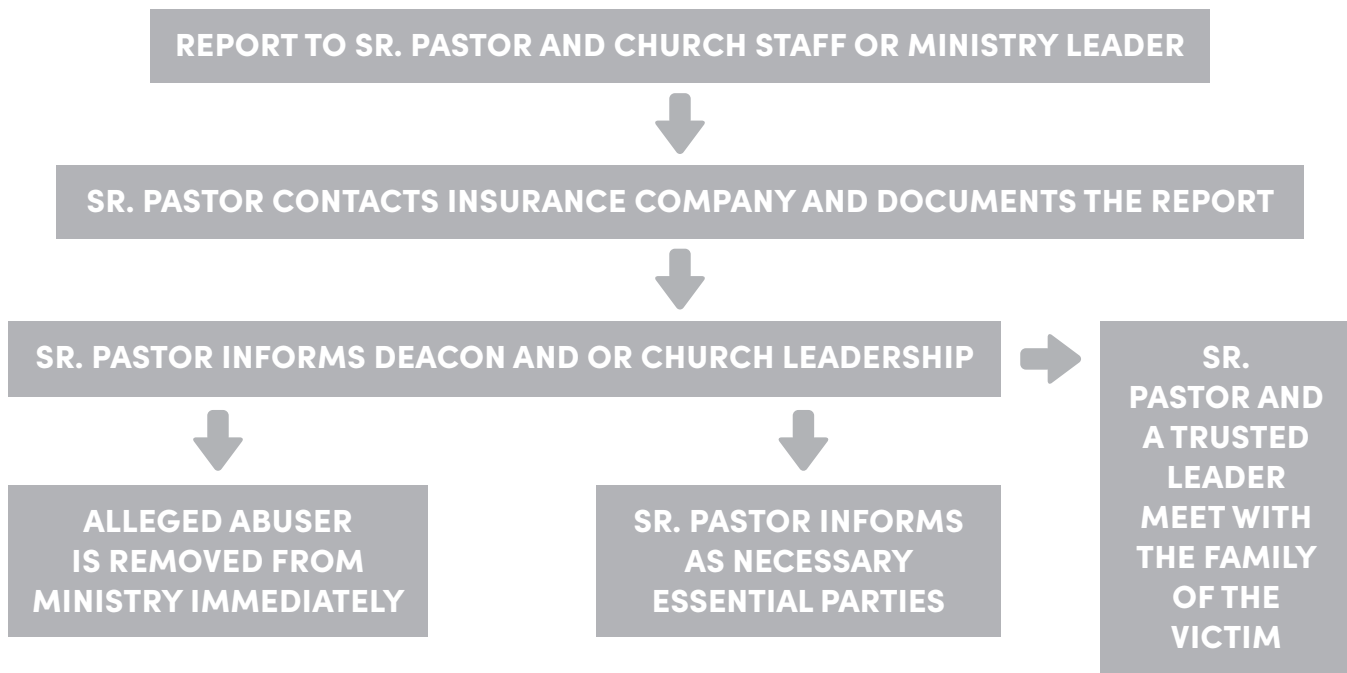 REPORT TO SR. PASTOR AND CHURCH STAFF OR MINISTRY LEADER
SR. PASTOR CONTACTS INSURANCE COMPANY AND DOCUMENTS THE REPORT
SR. PASTOR INFORMS DEACON AND OR CHURCH LEADERSHIP
ALLEGED ABUSER
IS REMOVED FROM
MINISTRY IMMEDIATELY
SR. PASTOR INFORMS
AS NECESSARY
ESSENTIAL PARTIES
SR.
PASTOR AND
A TRUSTED
LEADER
MEET WITH
THE FAMILY
OF THE
VICTIM